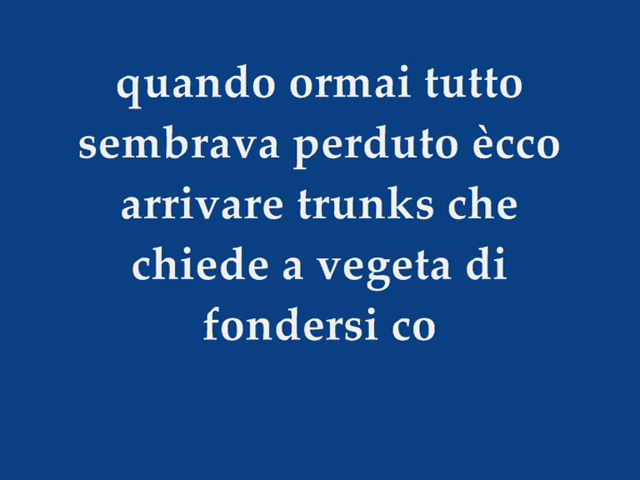 quando ormai tutto
sembrava perduto ècco
arrivare trunks che
chiede a vegeta di
fondersi co